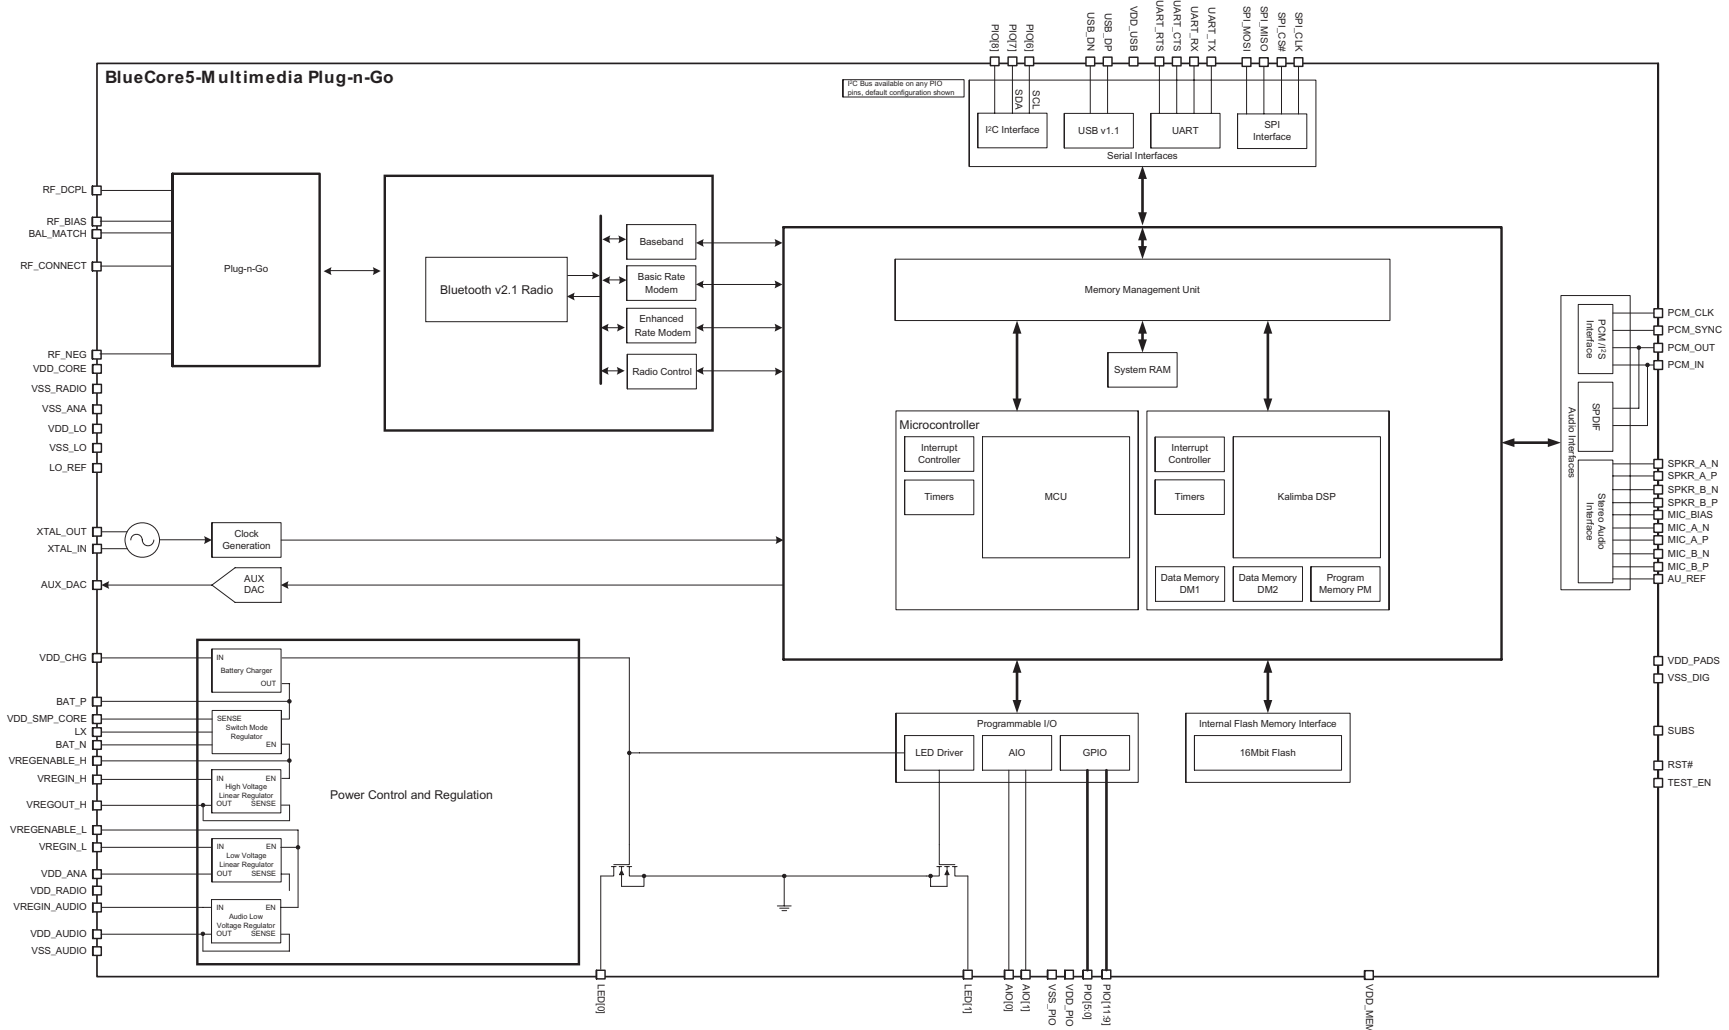 PIO[8]
PIO[7]
PIO[6]
USB_DN
USB_DP
VDD_USB
UART_RTS
UART_CTS
UART_RX
UART_TX
SPI_MOSI
SPI_MISO
SPI_CS#
SPI_CLK
BlueCore5-Multimedia Plug-n-Go
I²C Bus available on any PIO
pins, default configuration shown
SDA
SCL
I²C Interface
USB v1.1
UART
SPI
Interface
Serial Interfaces
RF_DCPL
RF_BIAS
BAL_MATCH
RF_CONNECT
RF_NEG
VDD_CORE
VSS_RADIO
VSS_ANA
VDD_LO
VSS_LO
LO_REF
XTAL_OUT
XTAL_IN
AUX_DAC
Plug-n-Go
Bluetooth v2.1 Radio
Baseband
Basic Rate
Modem
Enhanced
Rate Modem
Radio Control
Clock
Generation
AUX
DAC
Memory Management Unit
System RAM
Microcontroller
Interrupt
Controller
Timers
MCU
Interrupt
Controller
Timers
Kalimba DSP
Data Memory
DM1
Data Memory
DM2
Program
Memory PM
PCM /I²S
Interface
SPDIF
Audio Interfaces
Stereo Audio
Interface
PCM_CLK
PCM_SYNC
PCM_OUT
PCM_IN
SPKR_A_N
SPKR_A_P
SPKR_B_N
SPKR_B_P
MIC_BIAS
MIC_A_N
MIC_A_P
MIC_B_N
MIC_B_P
AU_REF
VDD_PADS
VSS_DIG
SUBS
RST#
TEST_EN
VDD_CHG
BAT_P
VDD_SMP_CORE
LX
BAT_N
VREGENABLE_H
VREGIN_H
VREGOUT_H
VREGENABLE_L
VREGIN_L
VDD_ANA
VDD_RADIO
VREGIN_AUDIO
VDD_AUDIO
VSS_AUDIO
IN
Battery Charger
OUT
SENSE
Switch Mode
Regulator
EN
IN EN
High Voltage
Linear Regulator
OUT SENSE
IN EN
Low Voltage
Linear Regulator
OUT SENSE
IN EN
Audio Low
Voltage Regulator
OUT SENSE
Power Control and Regulation
Programmable I/O
LED Driver
AIO
GPIO
Internal Flash Memory Interface
16Mbit Flash
LED[0]
LED[1]
AIO[0]
AIO[1]
VSS_PIO
VDD_PIO
PIO[5:0]
PIO[11:9]
VDD_MEM